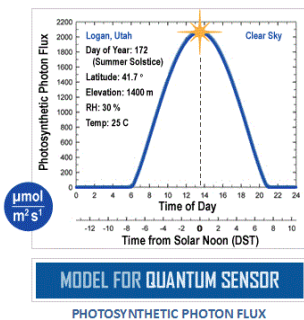 2200
2000
1800
1600
1400
1200
1000
800
600
400
200
0
Photosynthetic Photon Flux
Logan, Utah
Clear Sky
Day of Year: 172
(Summer Solstice)
Latitude: 41.7 °
Elevation: 1400 m
RH: 30 %
Temp: 25 C
0 2 4 6 8 10 12 14 16 18 20 22 24
Time of Day
-12 -10 -8 -6 -4 -2 0 2 4 6 8 10
Time from Solar Noon (DST)
µmol
m² s¹
MODEL FOR QUANTUM SENSOR
PHOTOSYNTHETIC PHOTON FLUX